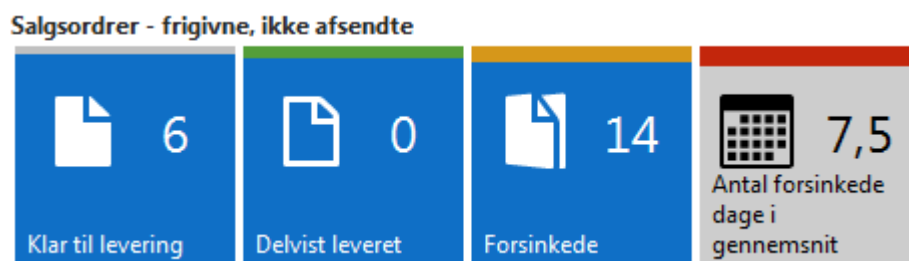 Salgsordrer - frigivne, ikke afsendte
6
Klar til levering
0
Delvist leveret
14
Forsinkede
7,5
Antal forsinkede
dage i
gennemsnit